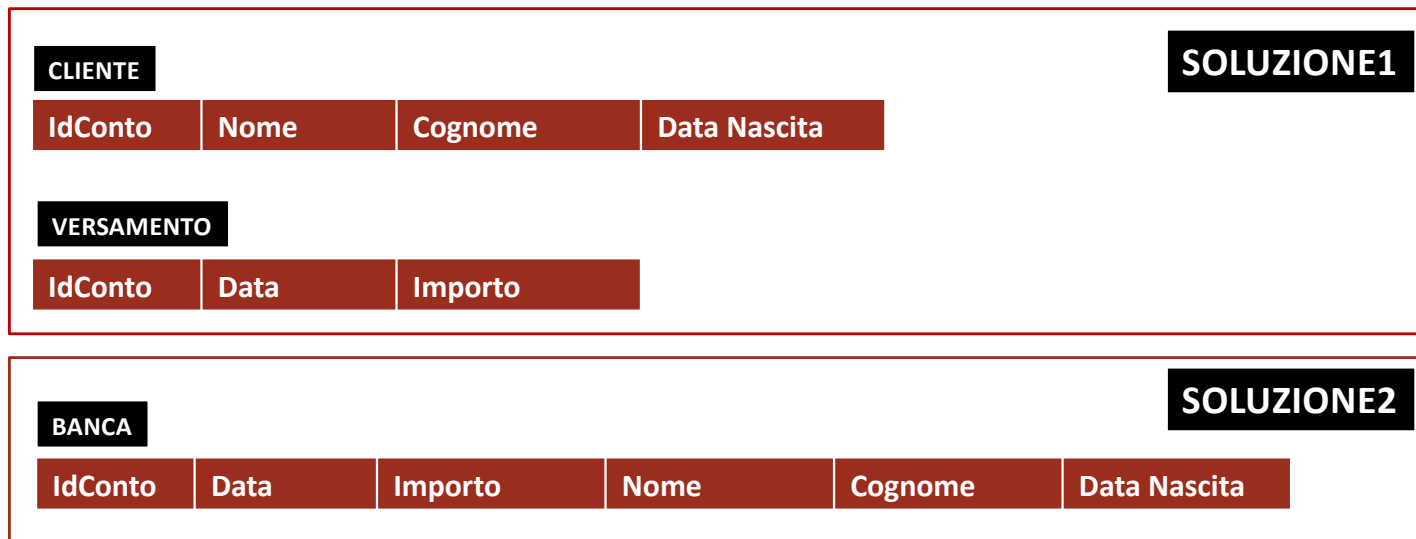 SOLUZIONE1
CLIENTE
IdConto Nome Cognome Data Nascita
VERSAMENTO
IdConto Data Importo
SOLUZIONE2
BANCA
IdConto Data Importo Nome Cognome Data Nascita